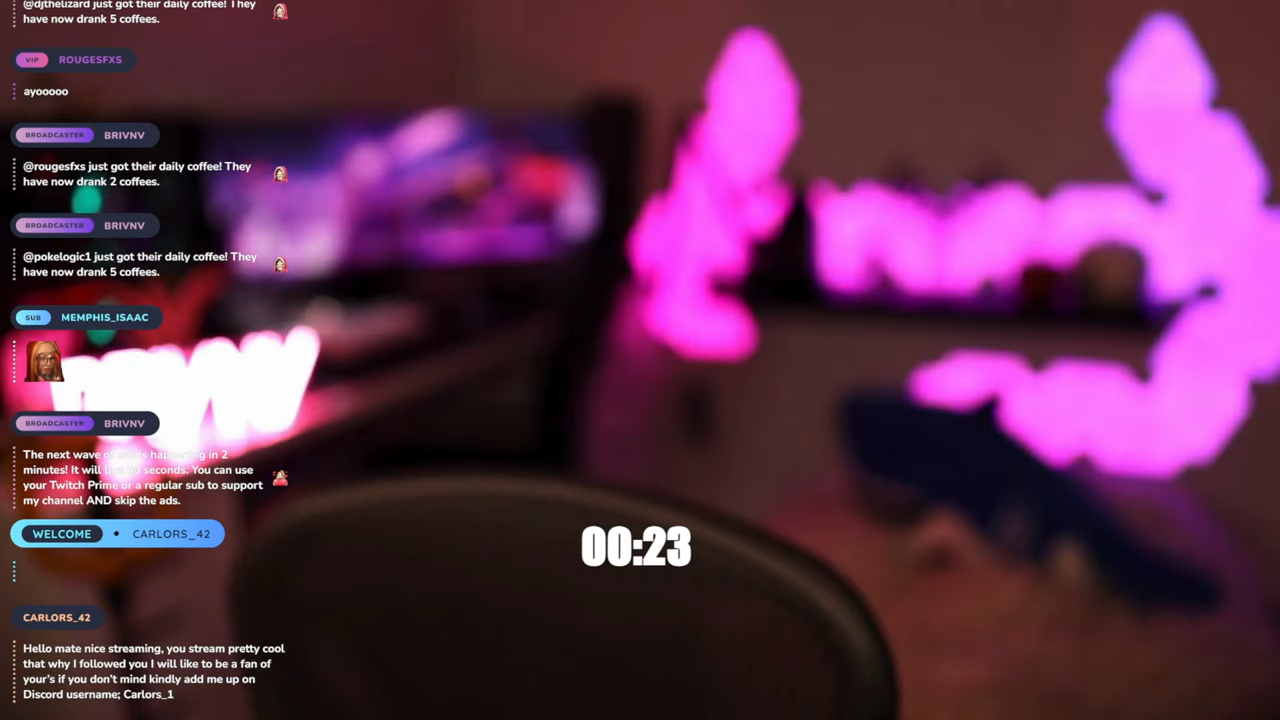 @djthelizard just got their daily coffee! They
have now drank 5 coffees.
VIP ROUGESFXS
ayooooo
BROADCASTER BRIVNV
@rougesfxs just got their daily coffee! They
have now drank 2 coffees.
BROADCASTER BRIVNV
@pokelogic1 just got their daily coffee! They
have now drank 5 coffees.
SUB MEMPHIS_ISAAC
BROADCASTER BRIVNV
The next wave of ads is happening in 2
minutes! It will seconds. You can use
your Twitch Prime or a regular sub to support
my channel AND skip the ads.
WELCOME • CARLORS_42
CARLORS_42
Hello mate nice streaming, you stream pretty cool
that why I followed you I will like to be a fan of
your's if you don't mind kindly add me up on
Discord username; Carlors_1
00:23